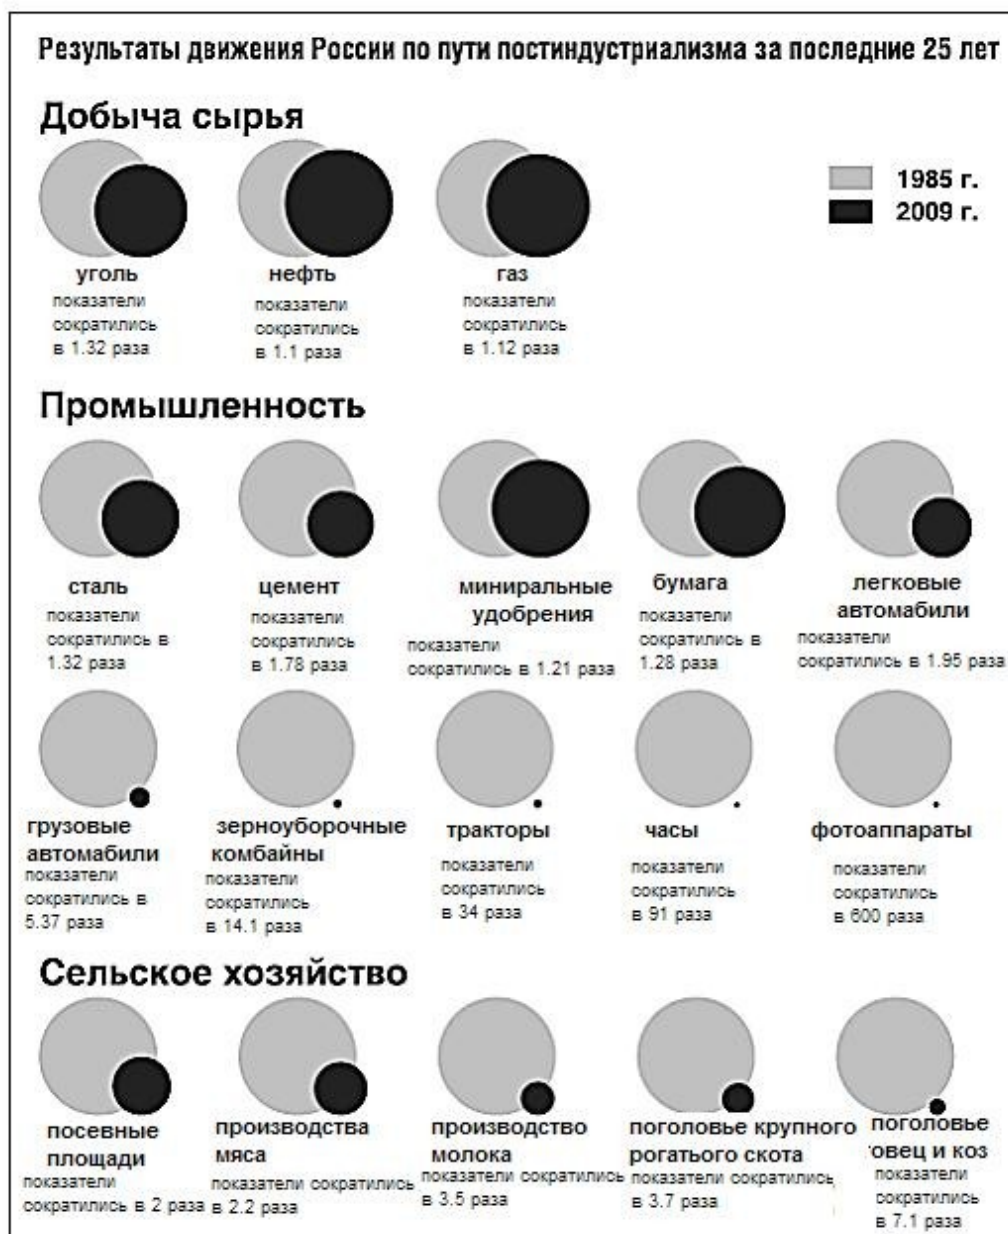 Результаты движения России по пути постиндустриализма за последние 25 лет
Добыча сырья
1985 г.
2009 г.
уголь
показатели
сократились
в 1.32 раза
нефть
показатели
сократились
в 1.1 раза
газ
показатели
сократились
в 1.12 раза
Промышленность
сталь
показатели
сократились в
1.32 раза
цемент
показатели
сократились
в 1.78 раза
миниральные
удобрения
показатели
сократились в 1.21 раза
бумага
показатели
сократились в
1.28 раза
легковые
автомабили
показатели
сократились в 1.95 раза
грузовые
автомабили
показатели
сократились в
5.37 раза
зерноуборочные
комбайны
показатели
сократились
в 14.1 раза
тракторы
показатели
сократились
в 34 раза
часы
показатели
сократились
в 91 раза
фотоаппараты
показатели
сократились
в 600 раза
Сельское хозяйство
посевные
площади
показатели
сократились в 2 раза
производства
мяса
показатели сократились
в 2.2 раза
производство
молока
показатели сократились
в 3.5 раза
поголовье крупного
рогатього скота
показатели сократились
в 3.7 раза
поголовье
овец и коз
показатели
сократились
в 7.1 раза